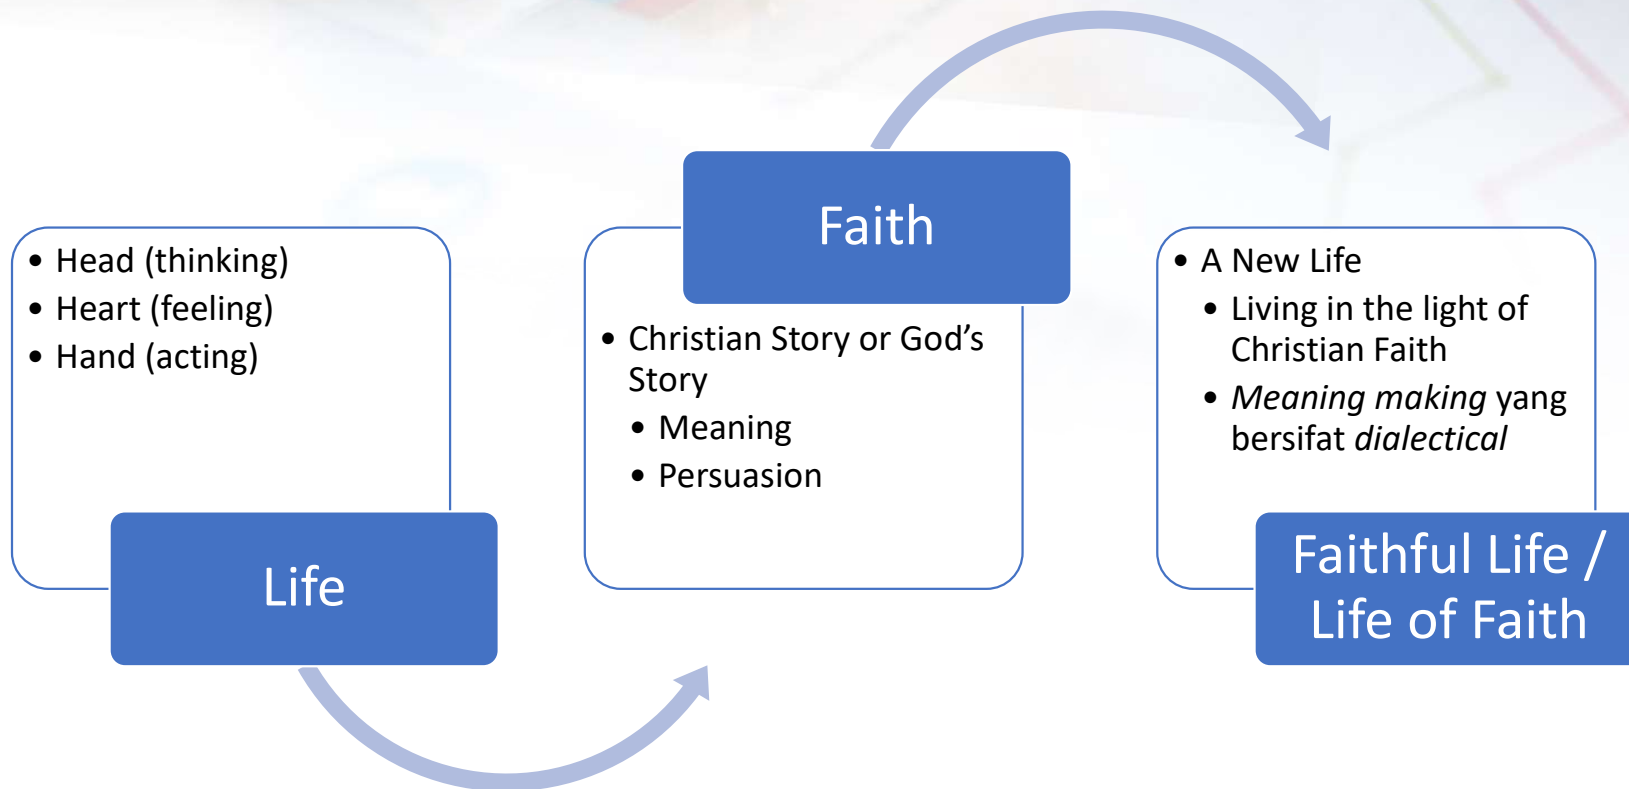 • Head (thinking)
• Heart (feeling)
• Hand (acting)
Life
Faith
• Christian Story or God’s
Story
• Meaning
• Persuasion
• A New Life
• Living in the light of
Christian Faith
• Meaning making yang
bersifat dialectical
Faithful Life /
Life of Faith